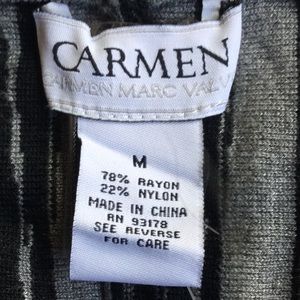 CARMEN
CARMEN MARC VALVO
M
78% RAYON
22% NYLON
MADE IN CHINA
RN 93178
SEE REVERSE
FOR CARE